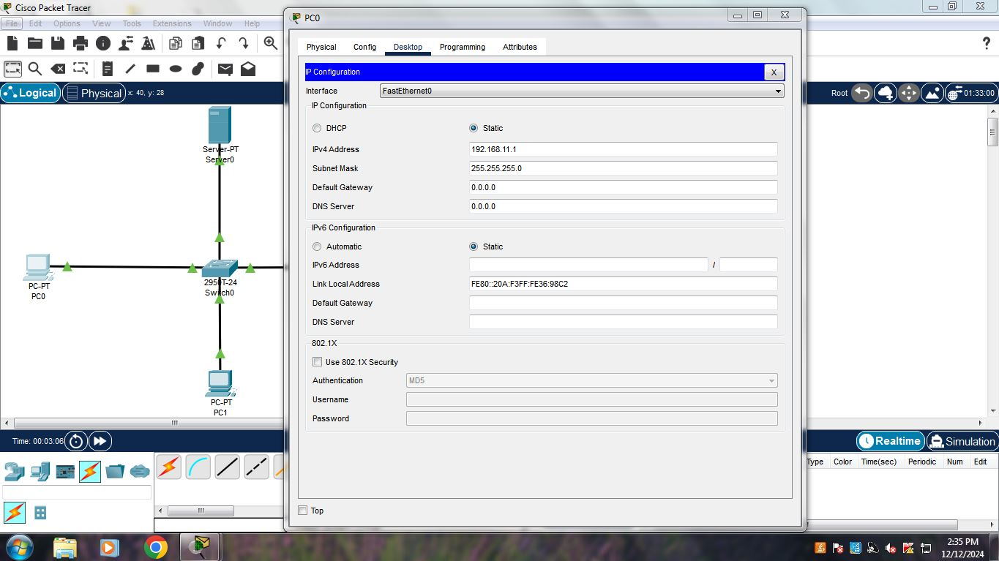 Cisco Packet Tracer
File Edit Options View Tools Extensions Window Help
Logical Physical x: 40, y: 28
Root 01:33:00
Server-PT
Server0
PC-PT
PC0
2950T-24
Switch0
PC-PT
PC1
Time: 00:03:06
Realtime Simulation
Type Color Time(sec) Periodic Num Edit
PC0
Physical Config Desktop Programming Attributes
IP Configuration X
Interface FastEthernet0
IP Configuration
DHCP Static
IPv4 Address 192.168.11.1
Subnet Mask 255.255.255.0
Default Gateway 0.0.0.0
DNS Server 0.0.0.0
IPv6 Configuration
Automatic Static
IPv6 Address /
Link Local Address FE80::20A:F3FF:FE36:98C2
Default Gateway
DNS Server
802.1X
Use 802.1X Security
Authentication MD5
Username
Password
Top
2:35 PM
12/12/2024